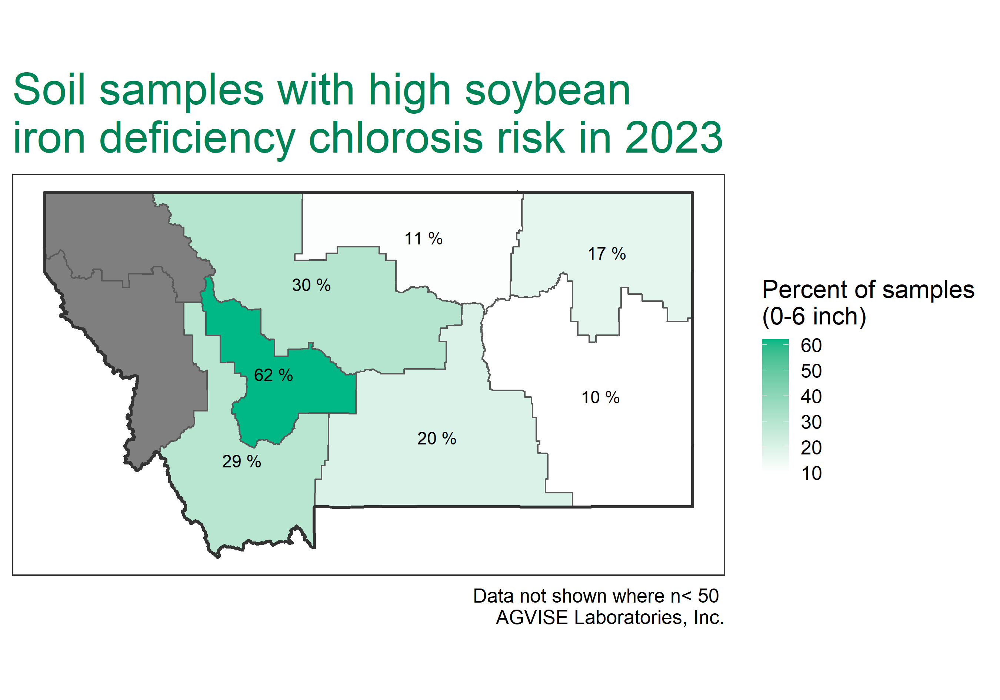 Soil samples with high soybean
iron deficiency chlorosis risk in 2023
11 %
17 %
30 %
62 %
10 %
20 %
29 %
Percent of samples
(0-6 inch)
60
50
40
30
20
10
Data not shown where n< 50
AGVISE Laboratories, Inc.